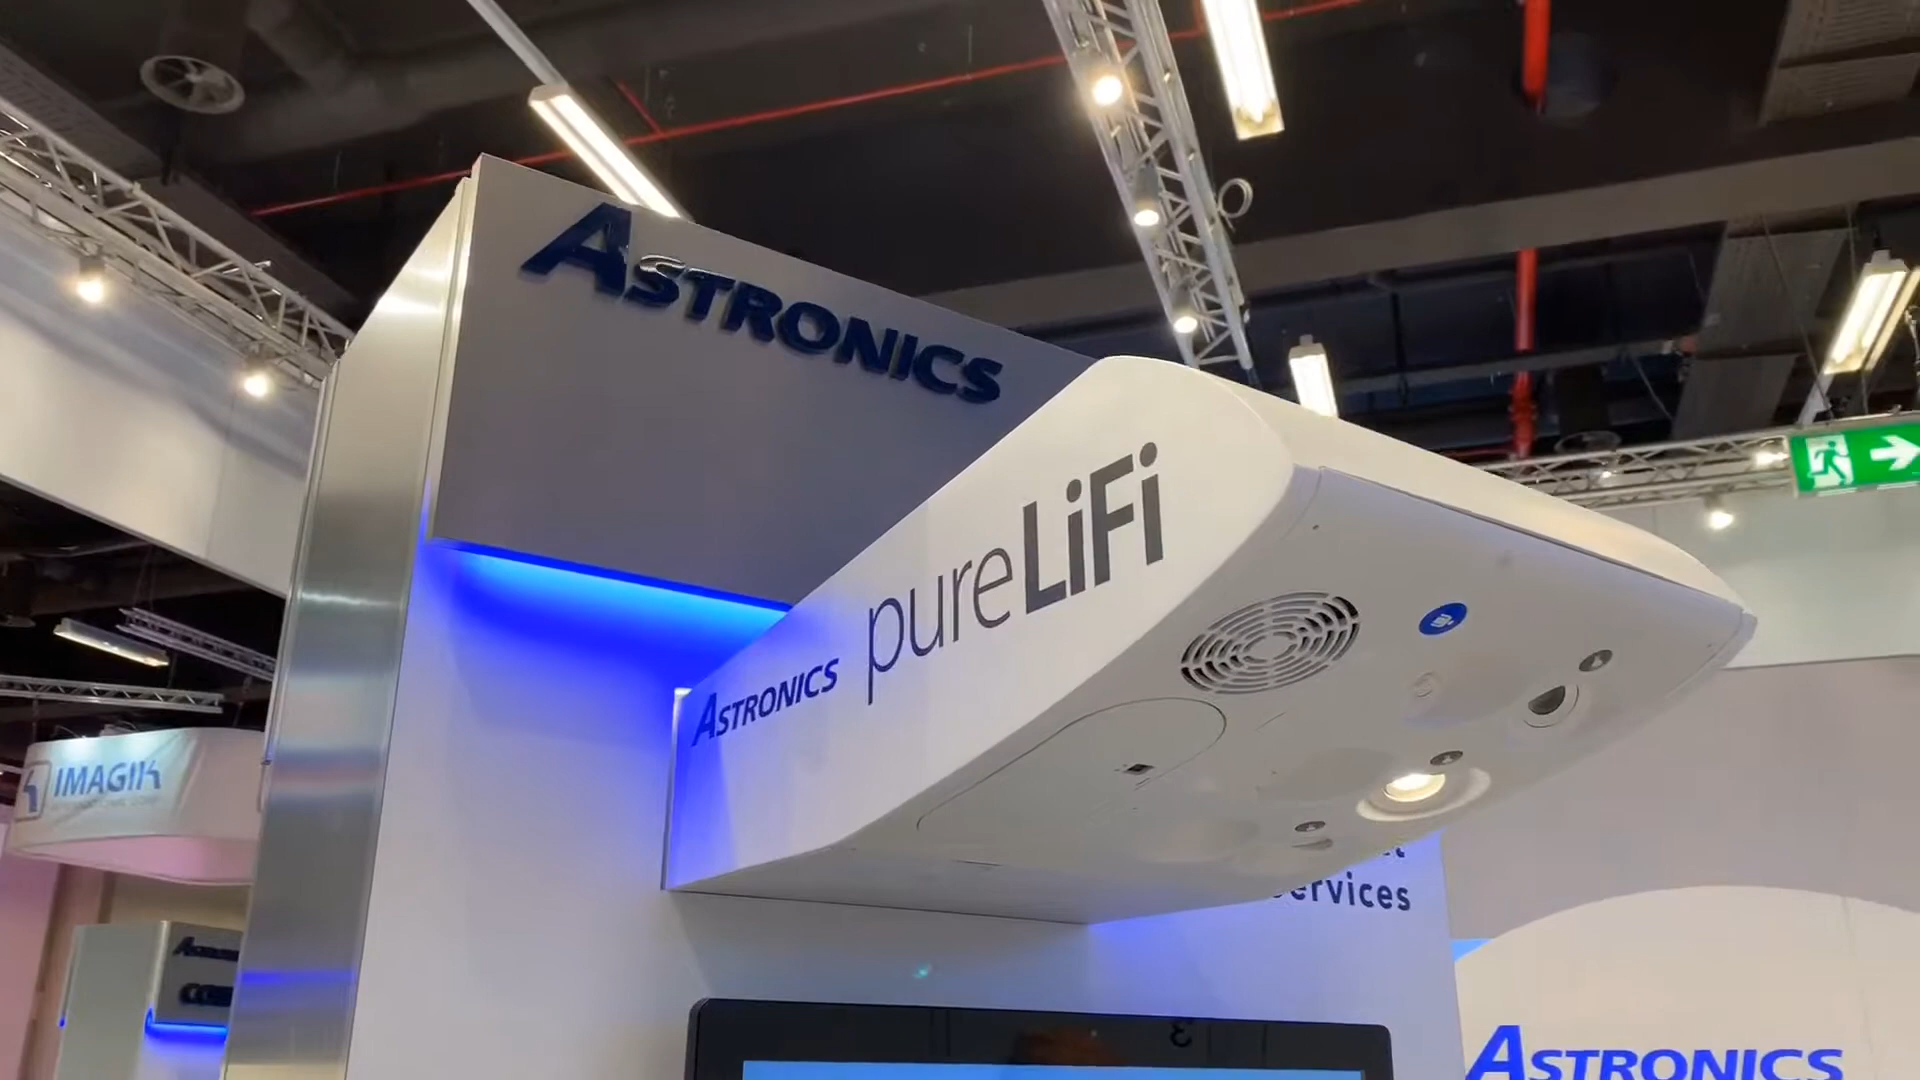 ASTRONICS
ASTRONICS pureLiFi
IMAGIK
ervices
ASTRONICS